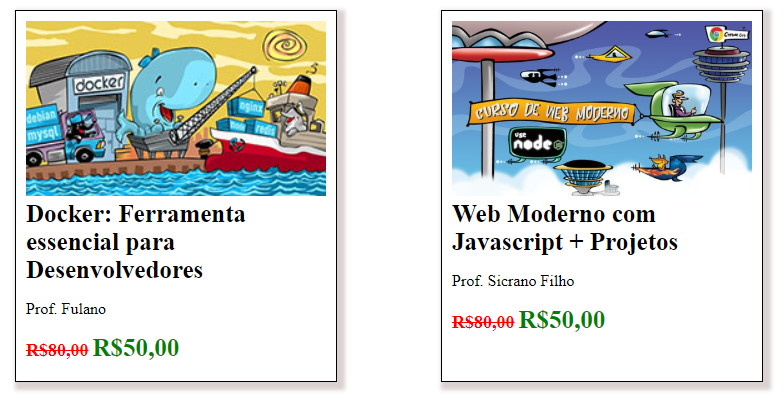 docker
debian
mysql
nginx
redis
Docker: Ferramenta
essencial para
Desenvolvedores
Prof. Fulano
R$80,00 R$50,00
CURSO DE WEB MODERNO
node
Web Moderno com
Javascript + Projetos
Prof. Sicrano Filho
R$80,00 R$50,00